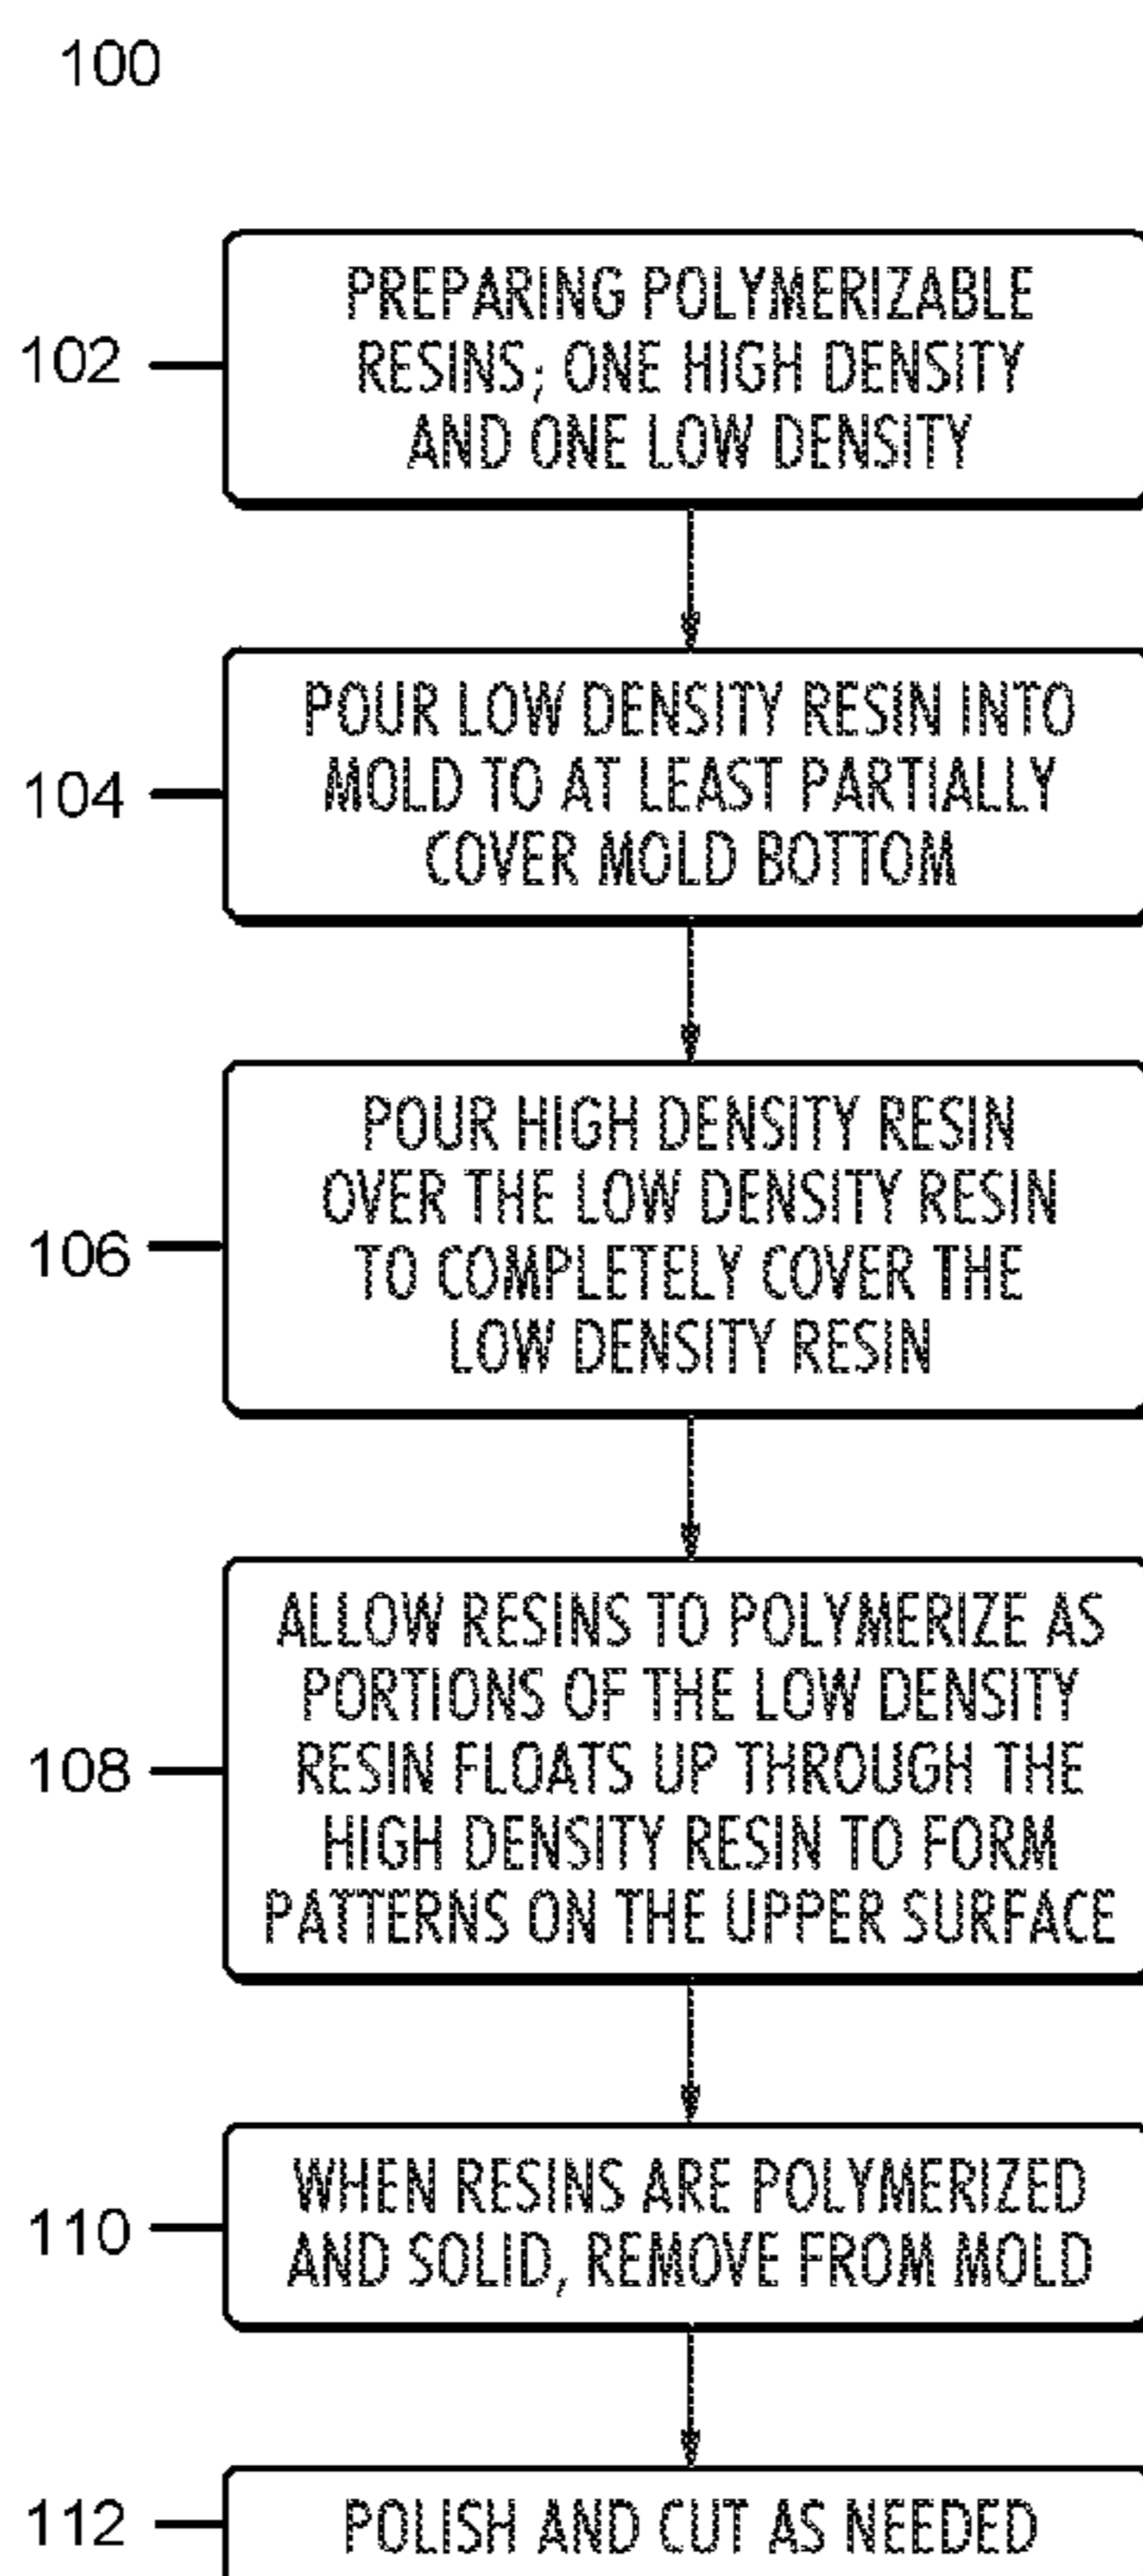 100
102
PREPARING POLYMERIZABLE
RESINS; ONE HIGH DENSITY
AND ONE LOW DENSITY
104
POUR LOW DENSITY RESIN INTO
MOLD TO AT LEAST PARTIALLY
COVER MOLD BOTTOM
106
POUR HIGH DENSITY RESIN
OVER THE LOW DENSITY RESIN
TO COMPLETELY COVER THE
LOW DENSITY RESIN
108
ALLOW RESINS TO POLYMERIZE AS
PORTIONS OF THE LOW DENSITY
RESIN FLOATS UP THROUGH THE
HIGH DENSITY RESIN TO FORM
PATTERNS ON THE UPPER SURFACE
110
WHEN RESINS ARE POLYMERIZED
AND SOLID, REMOVE FROM MOLD
112
POLISH AND CUT AS NEEDED